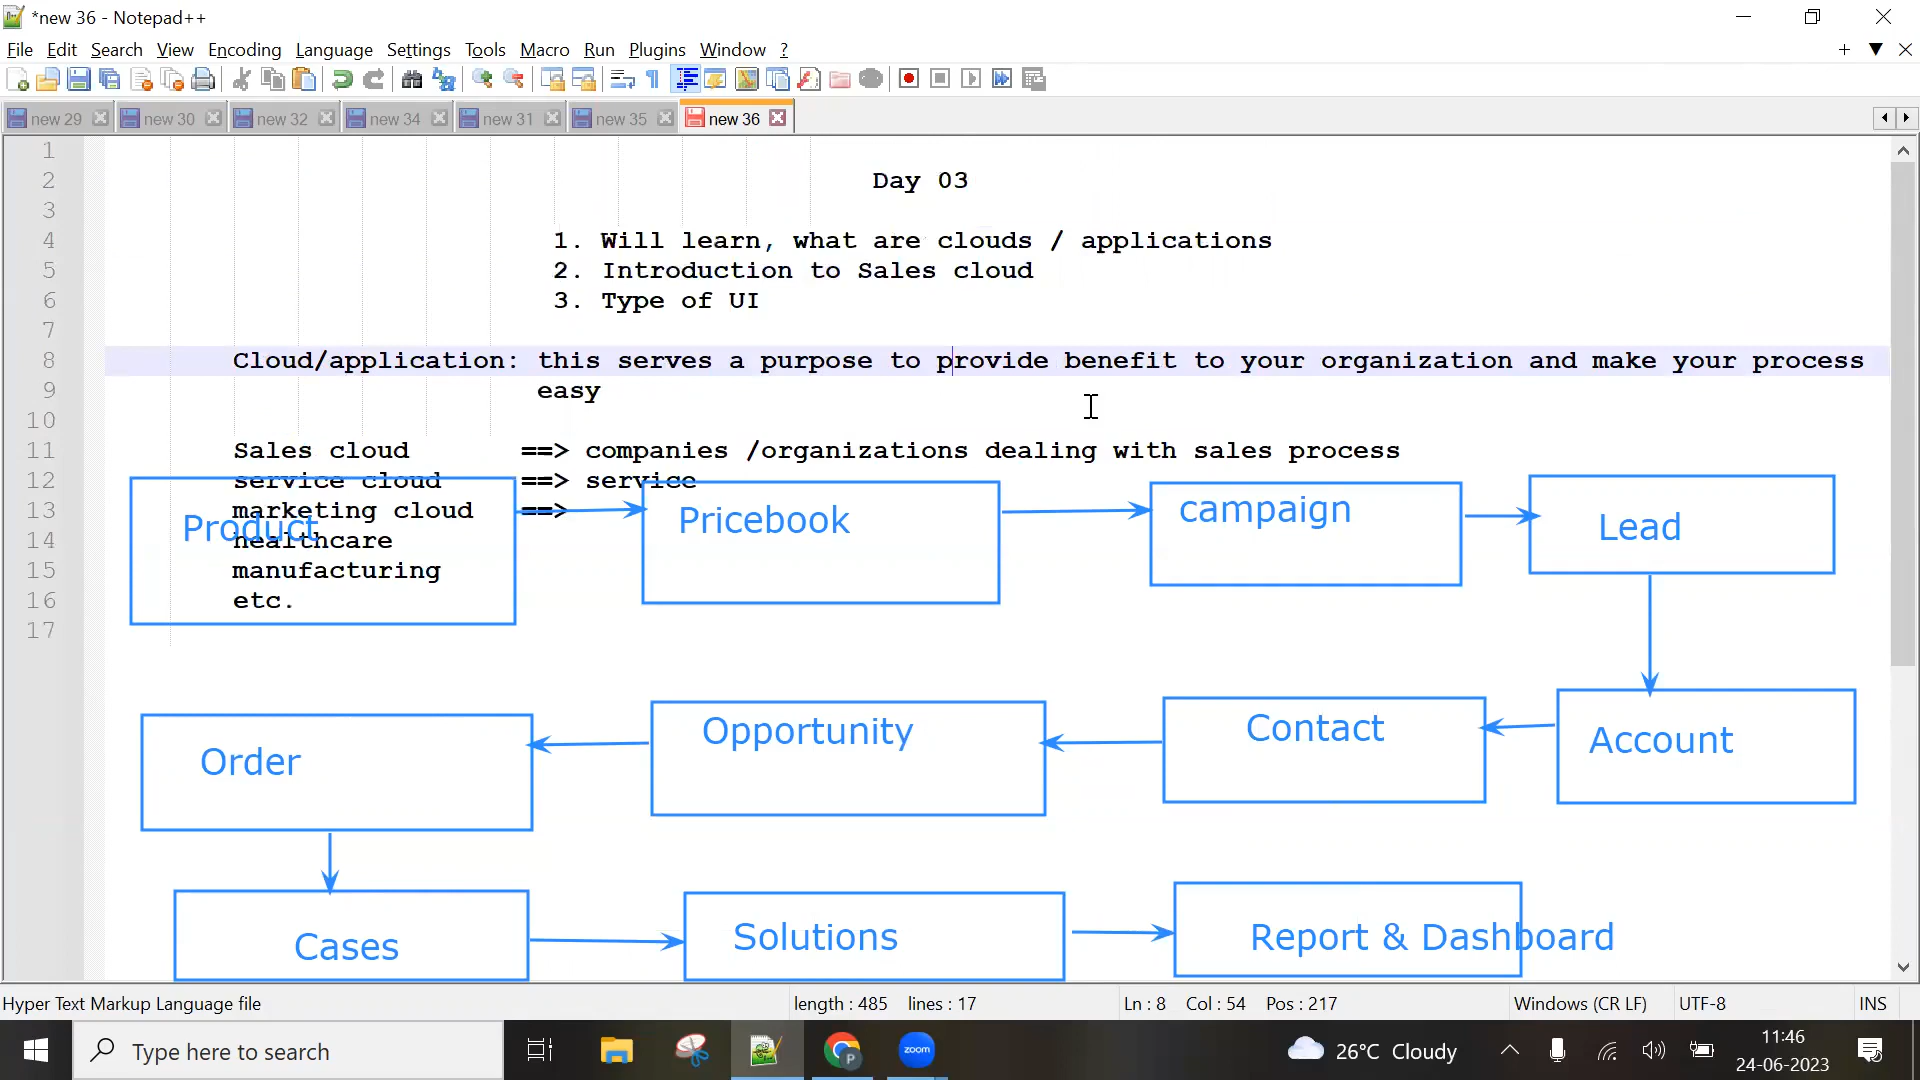 *new 36 - Notepad++
File Edit Search View Encoding Language Settings Tools Macro Run Plugins Window ?
new 29 new 30 new 32 new 34 new 31 new 35 new 36
1
2 Day 03
3
4 1. Will learn, what are clouds / applications
5 2. Introduction to Sales cloud
6 3. Type of UI
7
8 Cloud/application: this serves a purpose to provide benefit to your organization and make your process
9 easy
10
11 Sales cloud ==> companies /organizations dealing with sales process
12 service cloud ==> service
13 marketing cloud ==>
14 healthcare
15 manufacturing
16 etc.
17
Product Pricebook campaign Lead
Order Opportunity Contact Account
Cases Solutions Report & Dashboard
Hyper Text Markup Language file length : 485 lines : 17 Ln : 8 Col : 54 Pos : 217 Windows (CR LF) UTF-8 INS
Type here to search zoom 26°C Cloudy 11:46
24-06-2023